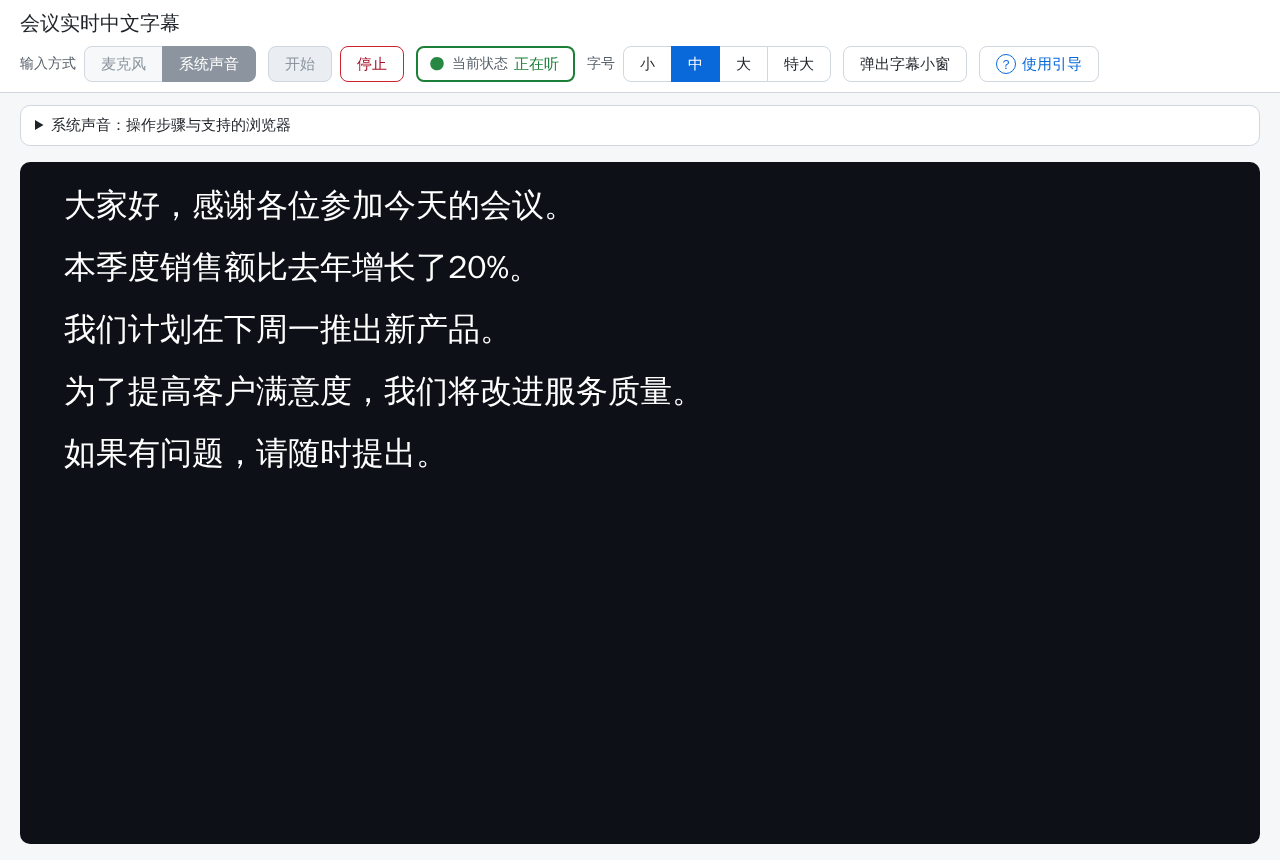 会议实时中文字幕
输入方式 麦克风 系统声音 开始 停止 当前状态 正在听 字号 小 中 大 特大 弹出字幕小窗 ? 使用引导
系统声音：操作步骤与支持的浏览器
大家好，感谢各位参加今天的会议。
本季度销售额比去年增长了20%。
我们计划在下周一推出新产品。
为了提高客户满意度，我们将改进服务质量。
如果有问题，请随时提出。